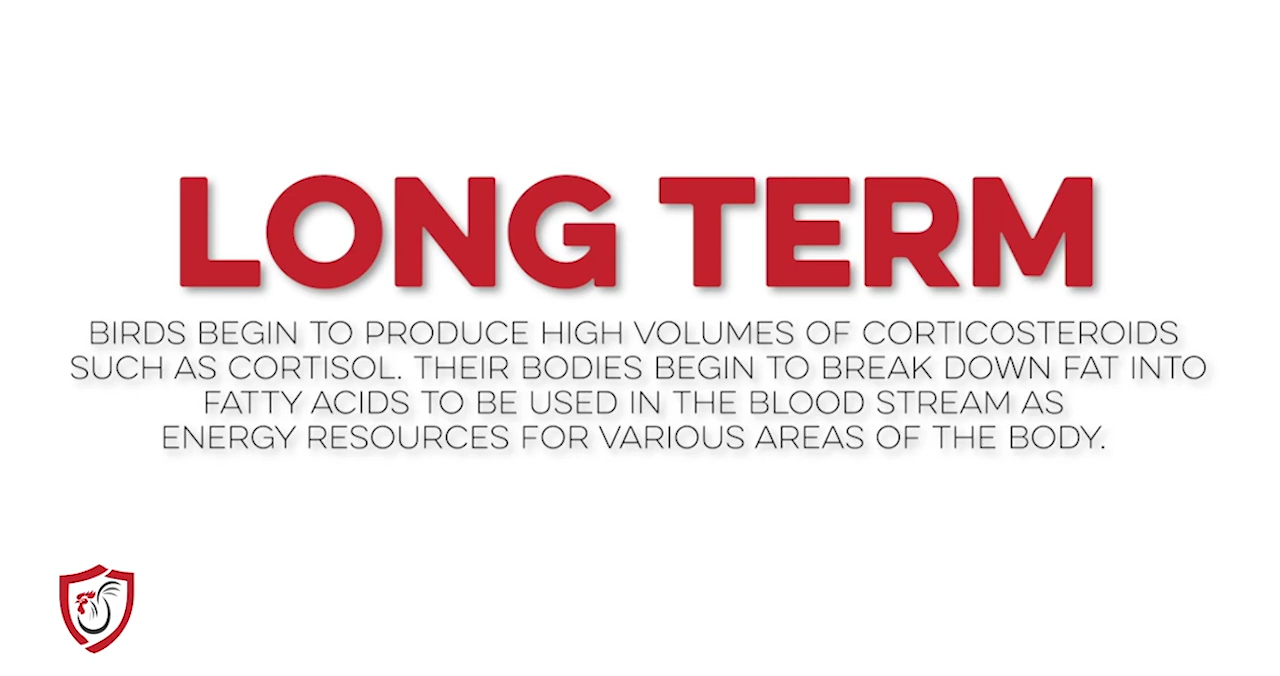 LONG TERM
BIRDS BEGIN TO PRODUCE HIGH VOLUMES OF CORTICOSTEROIDS
SUCH AS CORTISOL. THEIR BODIES BEGIN TO BREAK DOWN FAT INTO
FATTY ACIDS TO BE USED IN THE BLOOD STREAM AS
ENERGY RESOURCES FOR VARIOUS AREAS OF THE BODY.